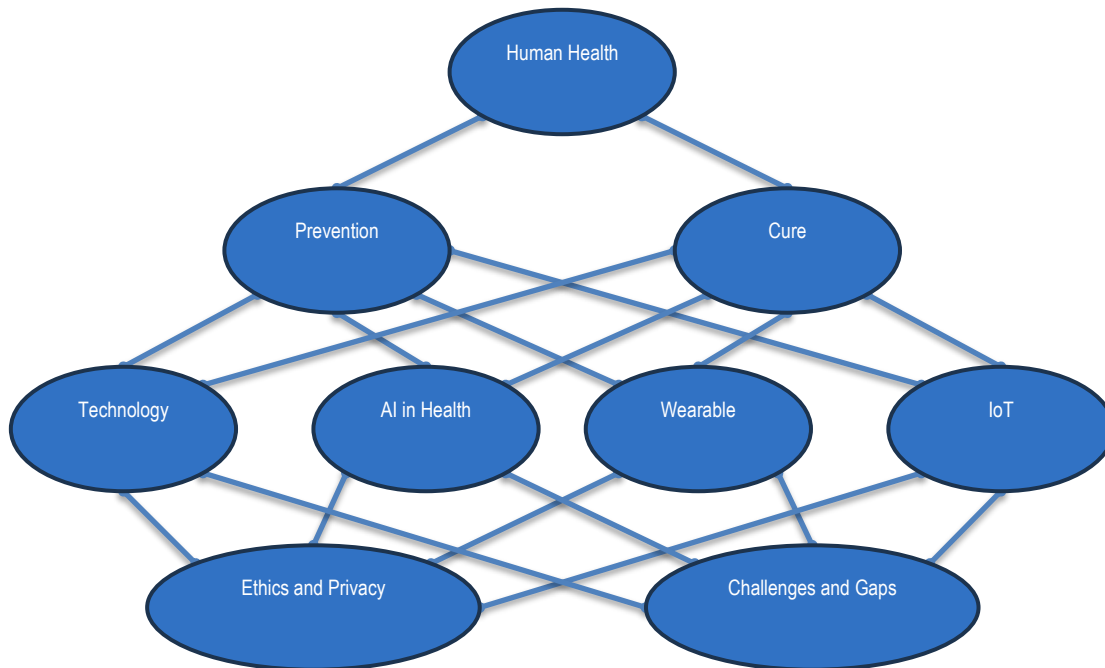 Human Health
Prevention
Cure
Technology
AI in Health
Wearable
IoT
Ethics and Privacy
Challenges and Gaps